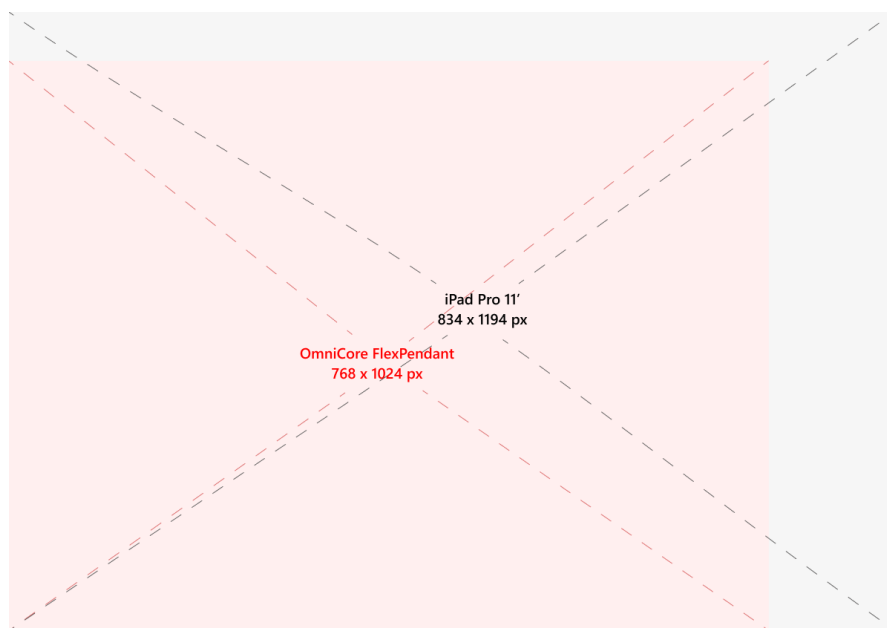 iPad Pro 11′
834 x 1194 px
OmniCore FlexPendant
768 x 1024 px